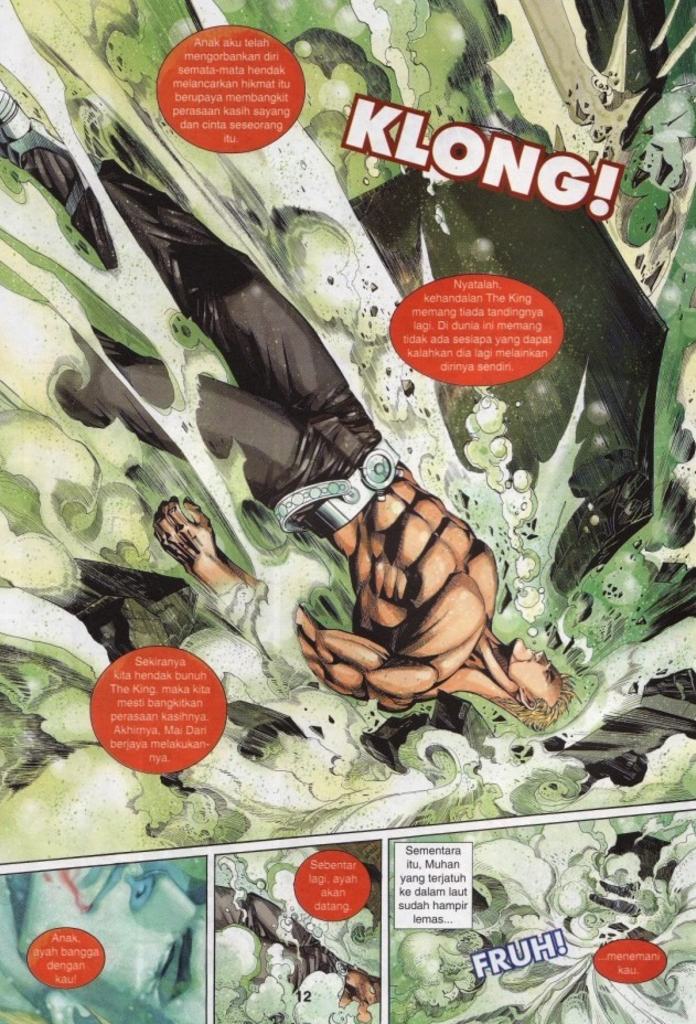 Anak aku telah
mengorbankan diri
semata-mata hendak
melancarkan hikmat itu
berupaya membangkit
perasaan kasih sayang
dan cinta seseorang
itu.
KLONG!
Nyatalah,
kehandalan The King
memang tiada tandingnya
lagi. Di dunia ini memang
tidak ada sesiapa yang dapat
kalahkan dia lagi melainkan
dirinya sendiri.
Sekiranya
kita hendak bunuh
The King, maka kita
mesti bangkitkan
perasaan kasihnya.
Akhirnya, Mai Dari
berjaya melakukan-
nya.
Anak,
ayah bangga
dengan
kau!
Sebentar
lagi, ayah
akan
datang.
Sementara
itu, Muhan
yang terjatuh
ke dalam laut
sudah hampir
lemas...
FRUH!
...menemani
kau.
12